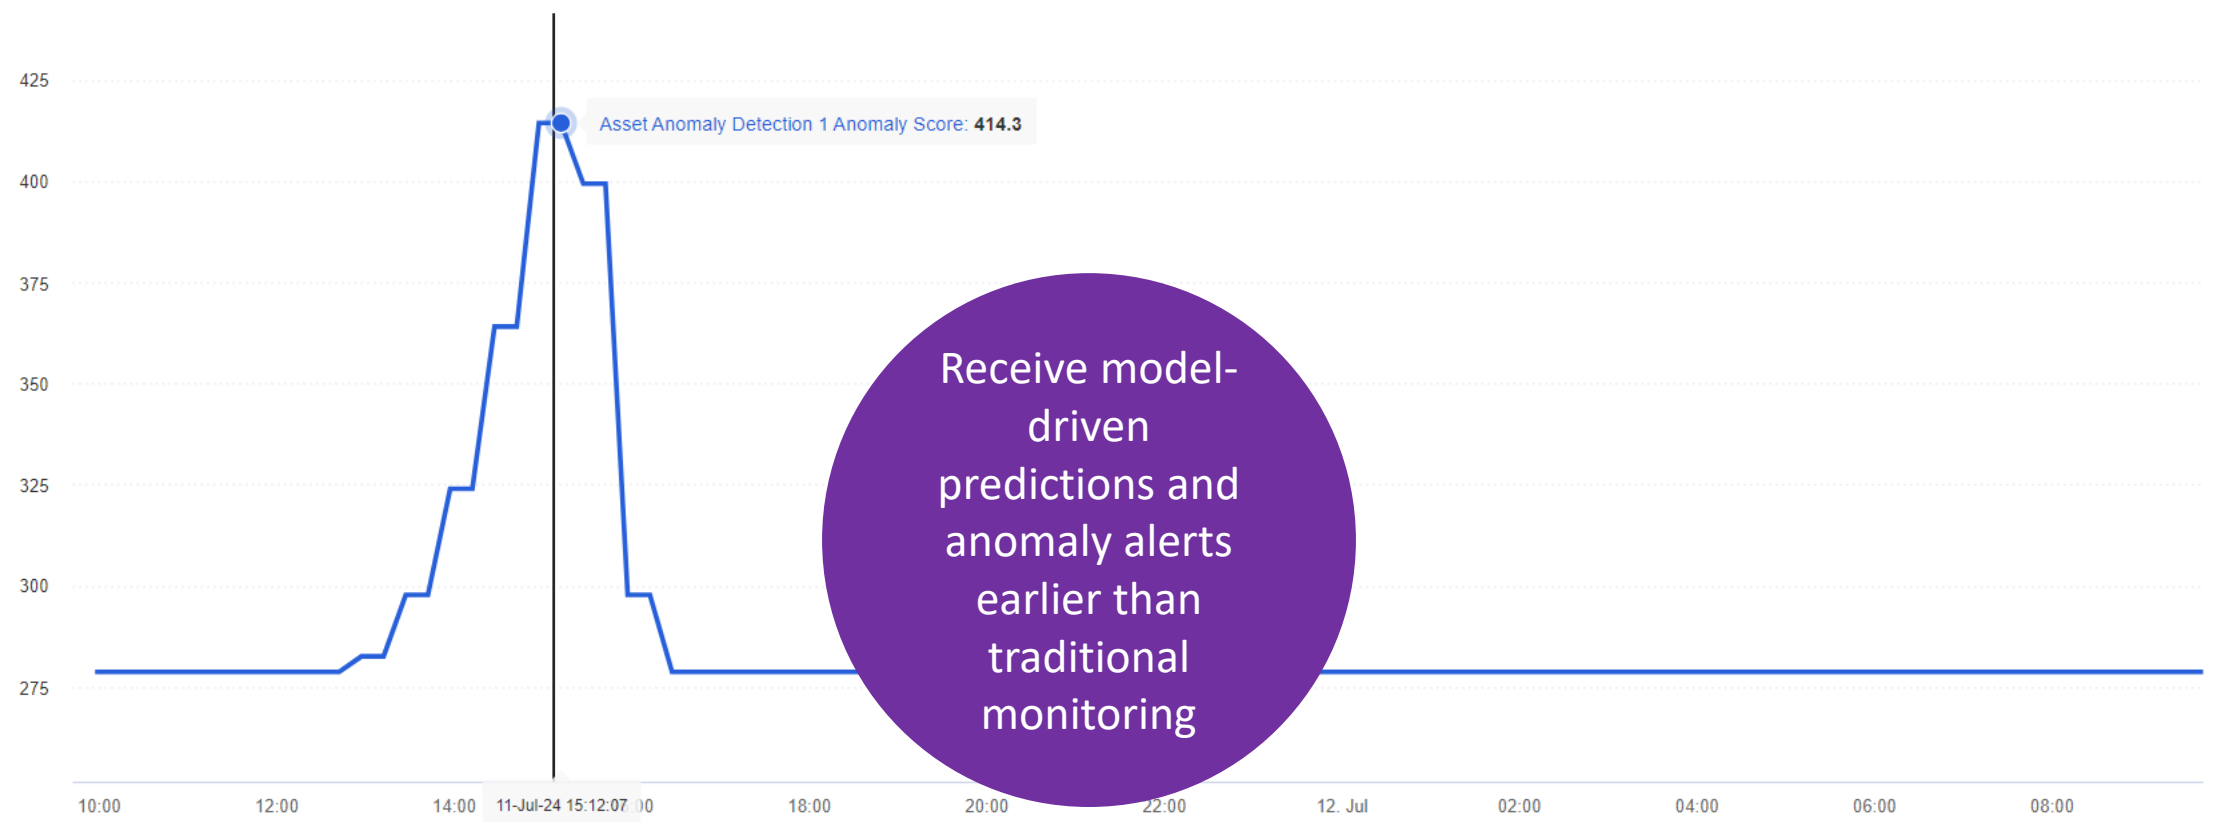 425
Asset Anomaly Detection 1 Anomaly Score: 414.3
400
375
350
325
300
275
Receive model-
driven
predictions and
anomaly alerts
earlier than
traditional
monitoring
10:00 12:00 14:00 11-Jul-24 15:12:07 :00 18:00 20:00 22:00 12. Jul 02:00 04:00 06:00 08:00